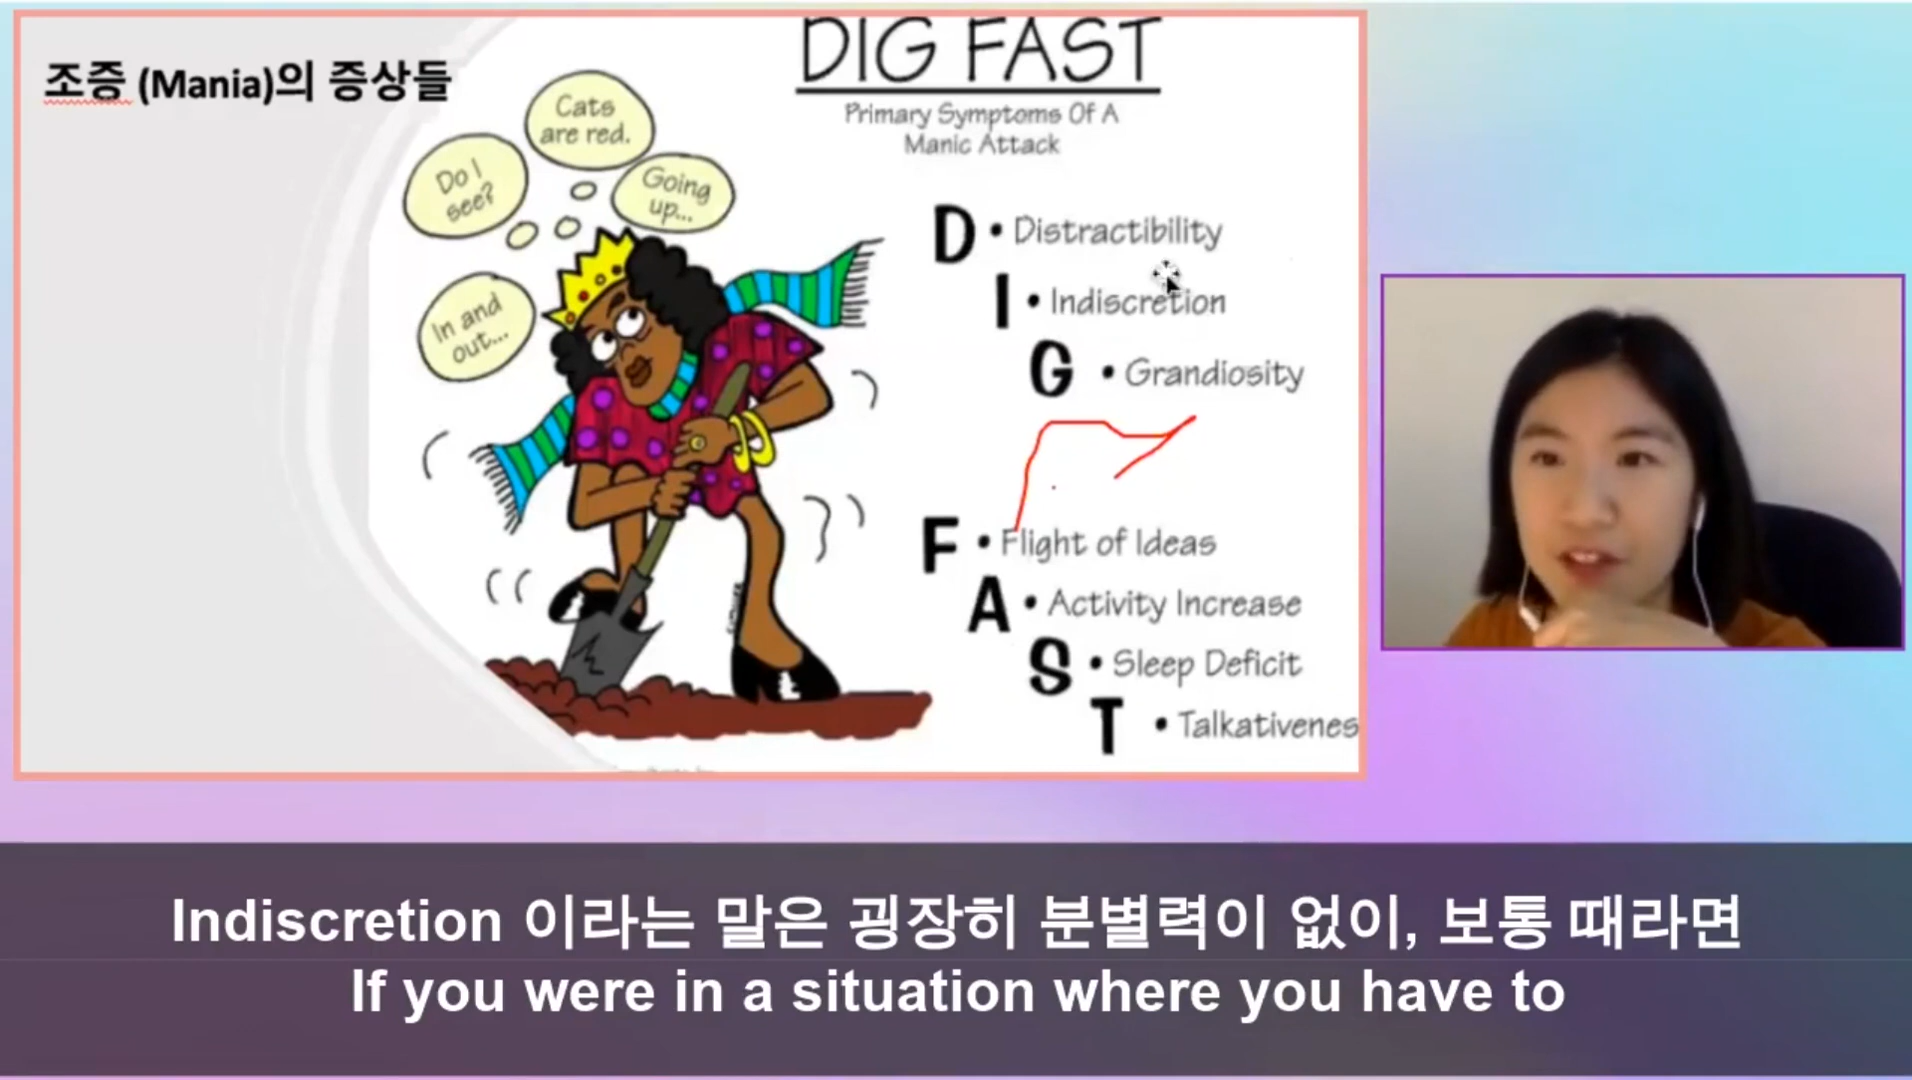 조증 (Mania)의 증상들
DIG FAST
Primary Symptoms Of A
Manic Attack
Cats
are red.
Do I
see?
Going
up...
In and
out...
D • Distractibility
I • Indiscretion
G • Grandiosity
F • Flight of Ideas
A • Activity Increase
S • Sleep Deficit
T • Talkativenes
Indiscretion 이라는 말은 굉장히 분별력이 없이, 보통 때라면
If you were in a situation where you have to